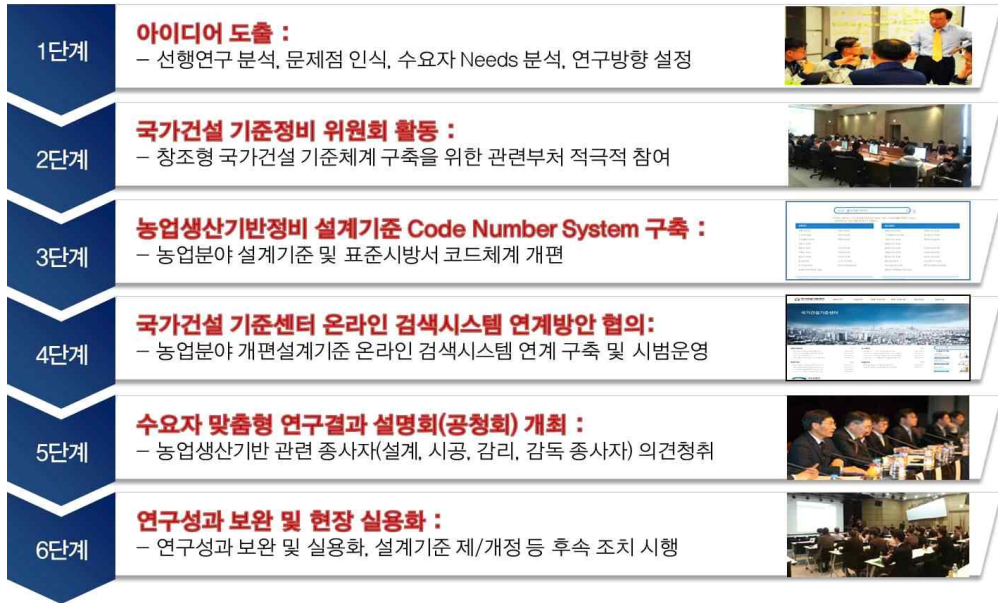 1단계
아이디어 도출 :
– 선행연구 분석, 문제점 인식, 수요자 Needs 분석, 연구방향 설정
2단계
국가건설 기준정비 위원회 활동 :
– 창조형 국가건설 기준체계 구축을 위한 관련부처 적극적 참여
3단계
농업생산기반정비 설계기준 Code Number System 구축 :
– 농업분야 설계기준 및 표준시방서 코드체계 개편
4단계
국가건설 기준센터 온라인 검색시스템 연계방안 협의:
– 농업분야 개편설계기준 온라인 검색시스템 연계 구축 및 시범운영
국가건설기준센터
5단계
수요자 맞춤형 연구결과 설명회(공청회) 개최 :
– 농업생산기반 관련 종사자(설계, 시공, 감리, 감독 종사자) 의견청취
6단계
연구성과 보완 및 현장 실용화 :
– 연구성과 보완 및 실용화, 설계기준 제/개정 등 후속 조치 시행